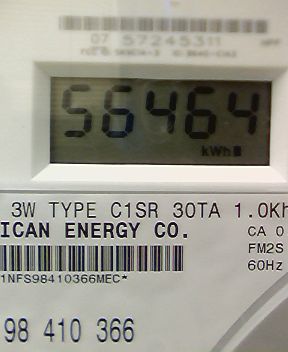 07 57245311
56464
kWh
3W TYPE C1SR 30TA 1.0Kh
ICAN ENERGY CO.
CA 0
FM2S
60Hz
1NFS98410366MEC*
98 410 366